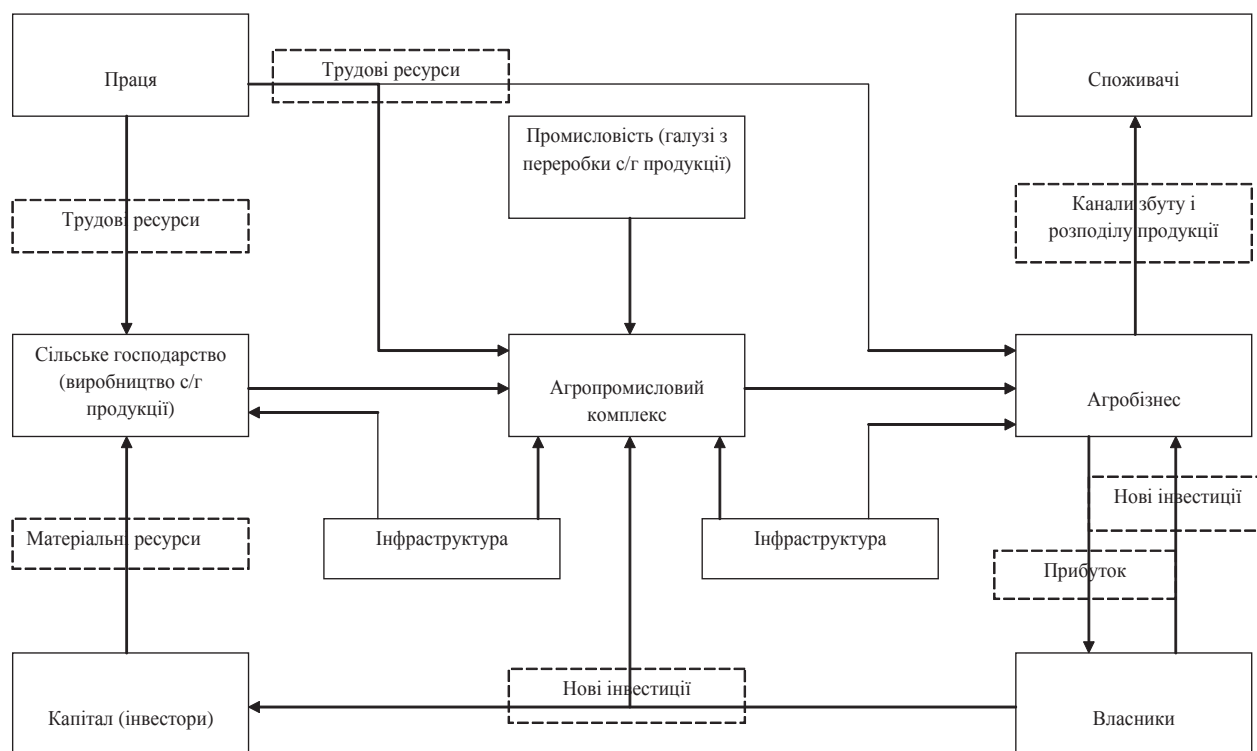 Трудові ресурси
Праця
Споживачі
Промисловість (галузі з
переробки с/г продукції)
Трудові ресурси
Канали збуту і
розподілу продукції
Сільське господарство
(виробництво с/г
продукції)
Агропромисловий
комплекс
Агробізнес
Нові інвестиції
Матеріальні ресурси
Інфраструктура
Інфраструктура
Прибуток
Нові інвестиції
Капітал (інвестори)
Власники